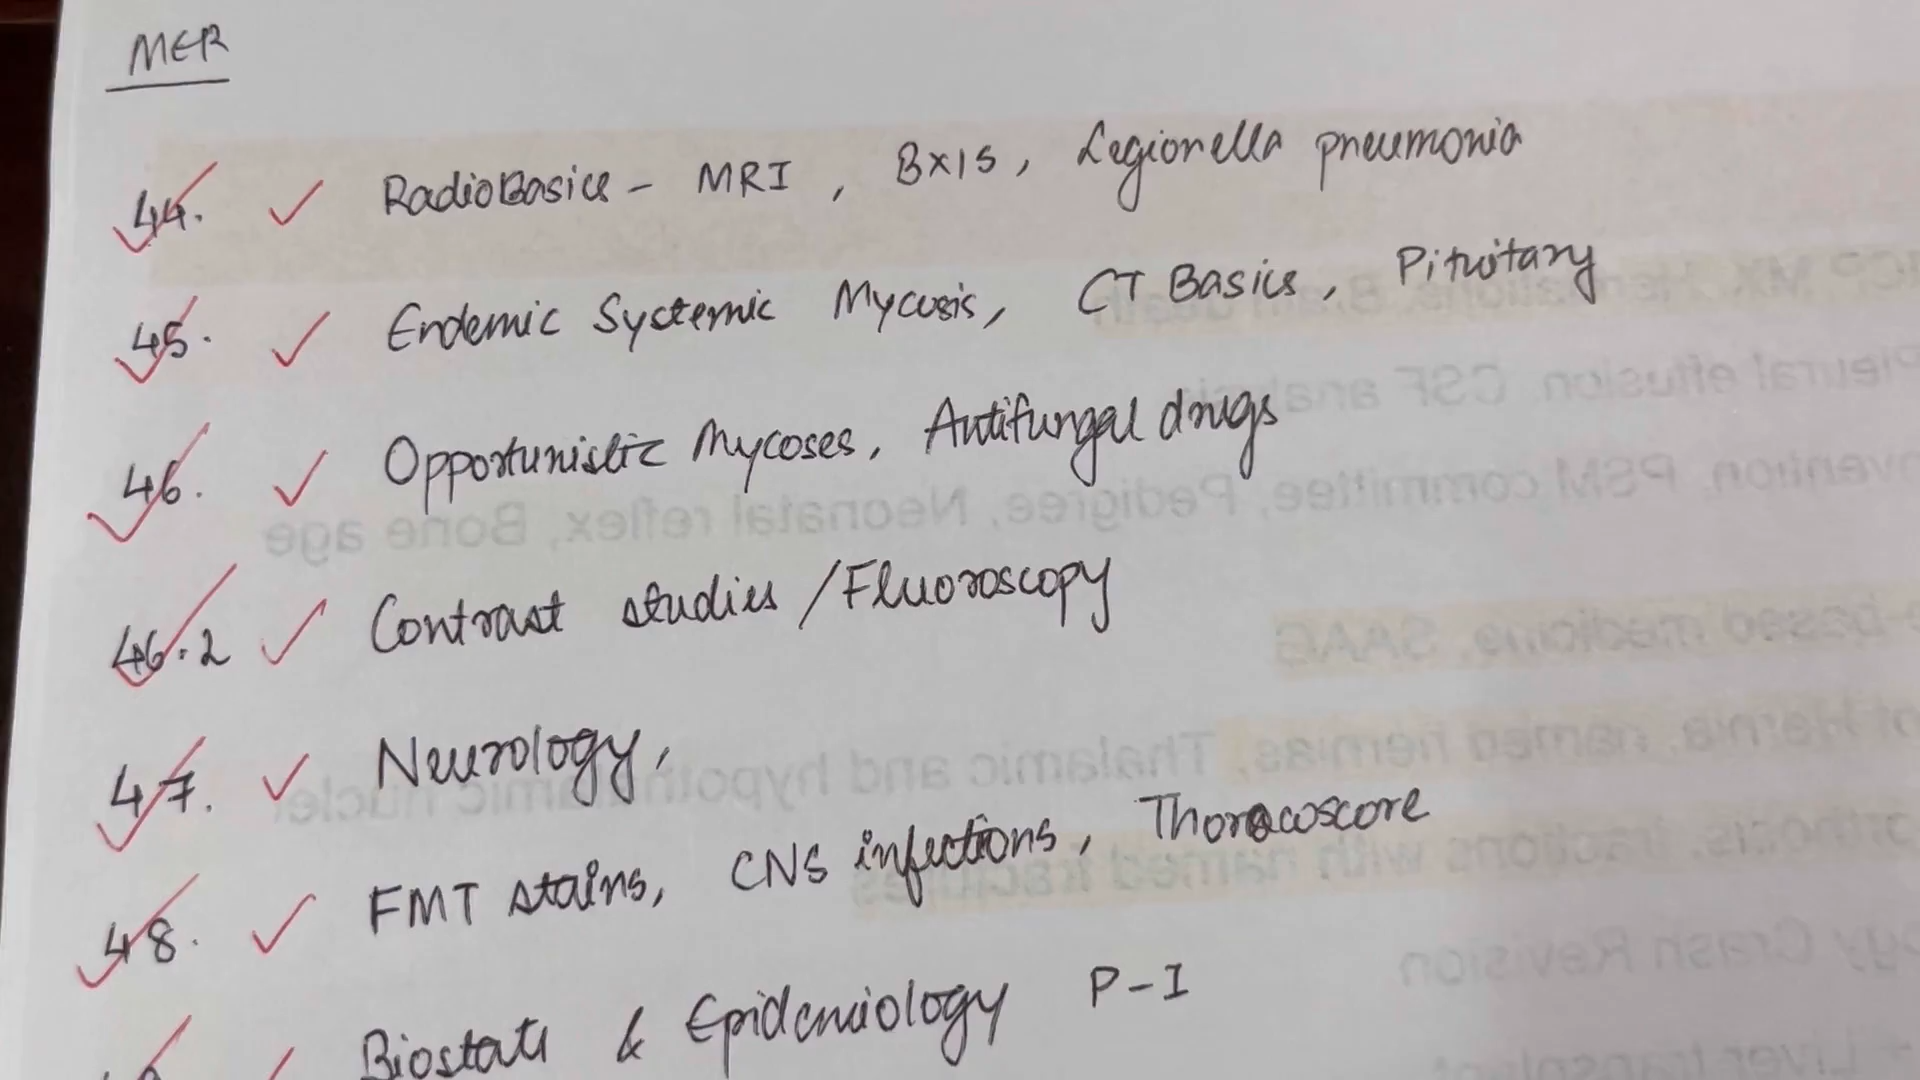 MER
44. ✓ RadioBasics - MRI, BXIS, Legionella pneumonia
45. ✓ Endemic Systemic Mycosis, CT Basics, Pituitary
46. ✓ Opportunistic Mycoses, Antifungal drugs
46.2 ✓ Contrast studies / Fluoroscopy
47. ✓ Neurology,
48. ✓ FMT stains, CNS infections, Thoracoscore
Biostats & Epidemiology P-I